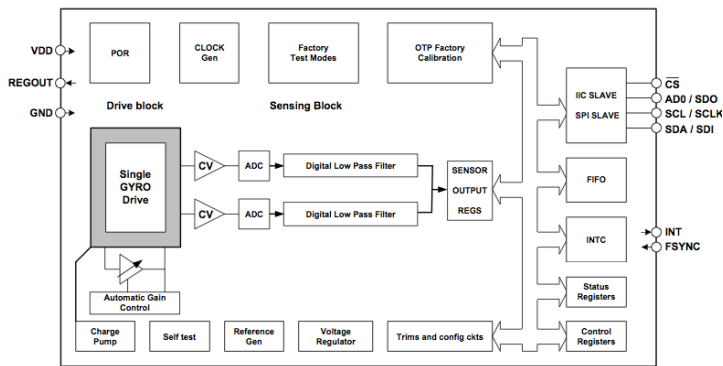 VDD
REGOUT
GND
POR
CLOCK
Gen
Factory
Test Modes
OTP Factory
Calibration
Drive block
Sensing Block
IIC SLAVE
SPI SLAVE
CS
AD0 / SDO
SCL / SCLK
SDA / SDI
Single
GYRO
Drive
CV
ADC
Digital Low Pass Filter
CV
ADC
Digital Low Pass Filter
SENSOR
OUTPUT
REGS
FIFO
INTC
INT
FSYNC
Automatic Gain
Control
Status
Registers
Charge
Pump
Self test
Reference
Gen
Voltage
Regulator
Trims and config ckts
Control
Registers